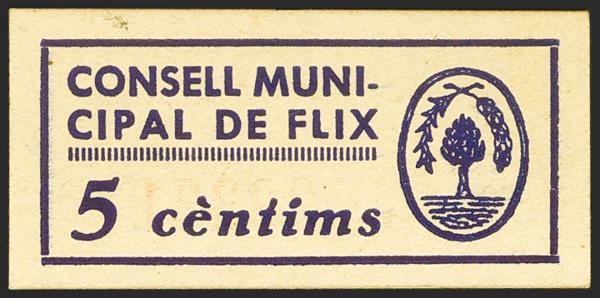 CONSELL MUNI-
CIPAL DE FLIX
5 cèntims